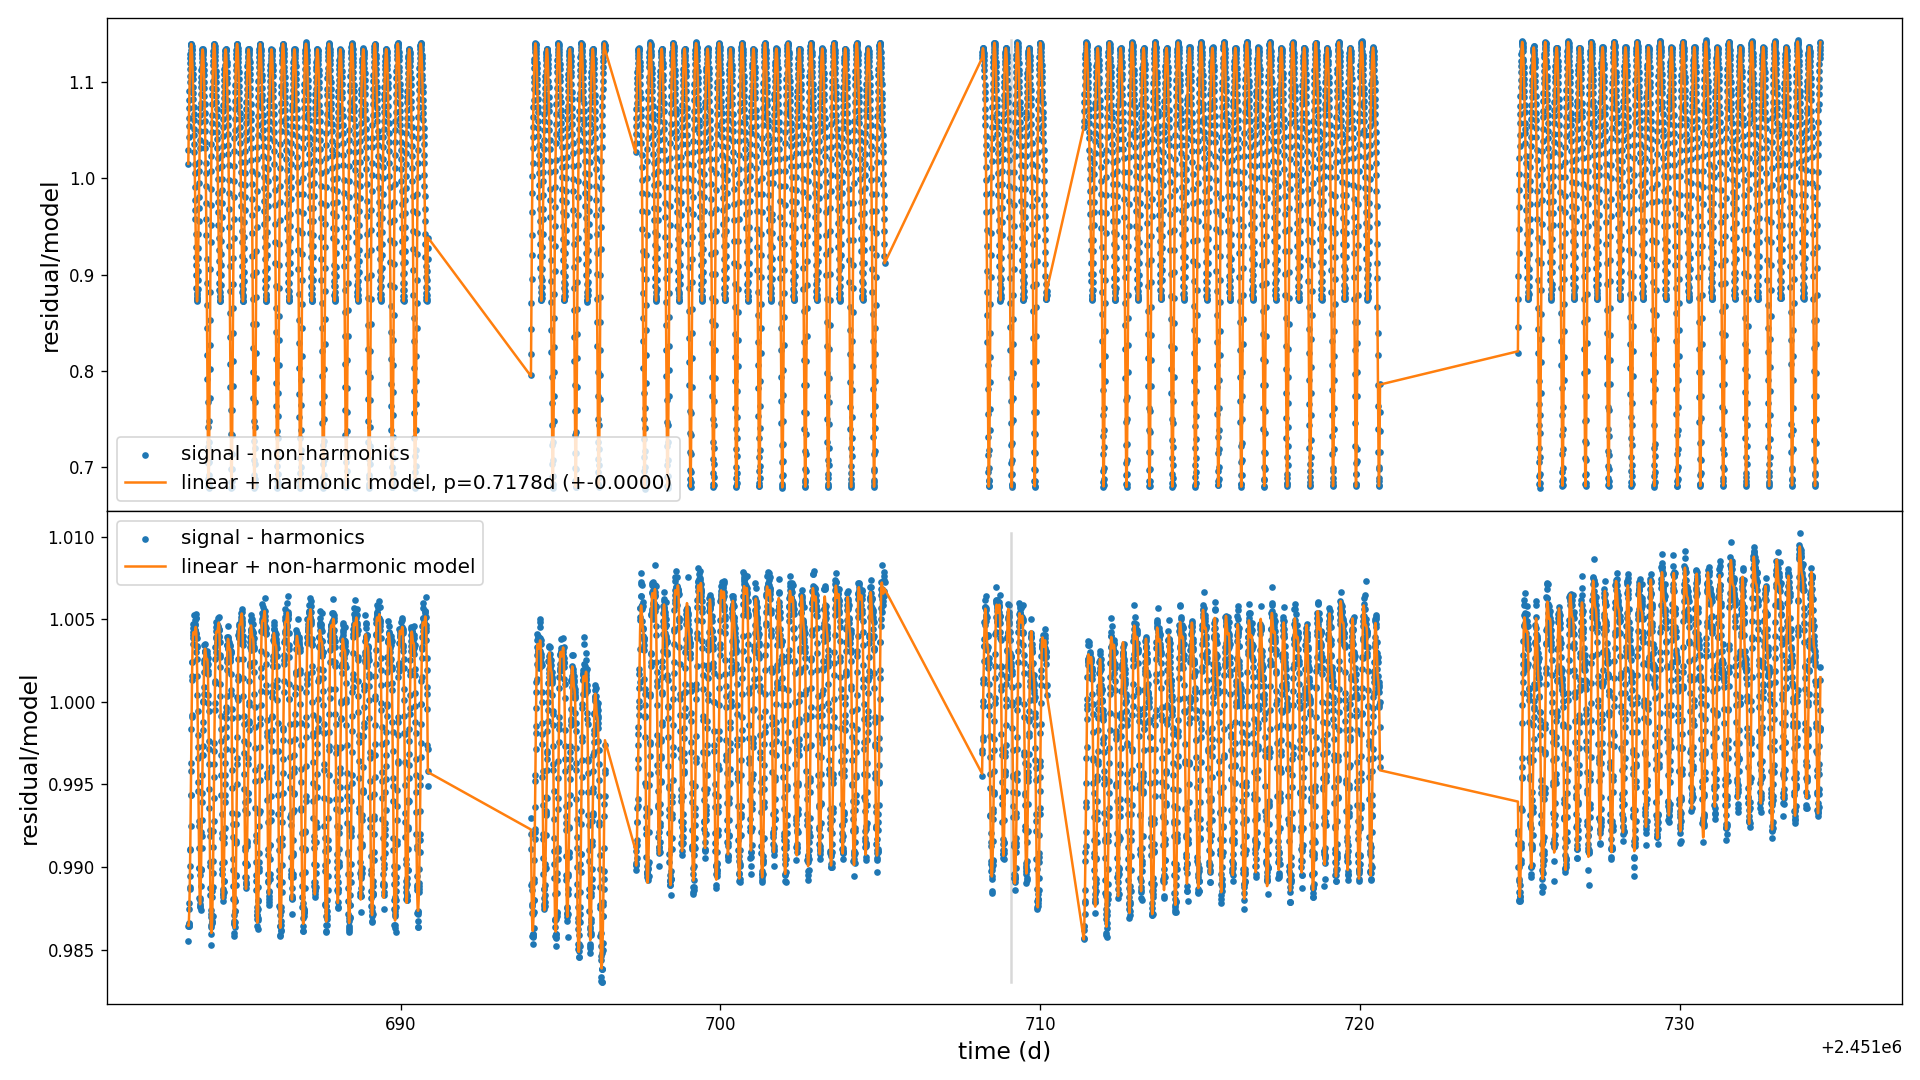 1.1
1.0
0.9
0.8
0.7
residual/model
signal - non-harmonics
linear + harmonic model, p=0.7178d (+-0.0000)
signal - harmonics
linear + non-harmonic model
1.010
1.005
1.000
0.995
0.990
0.985
residual/model
690
700
710
720
730
time (d)
+2.451e6